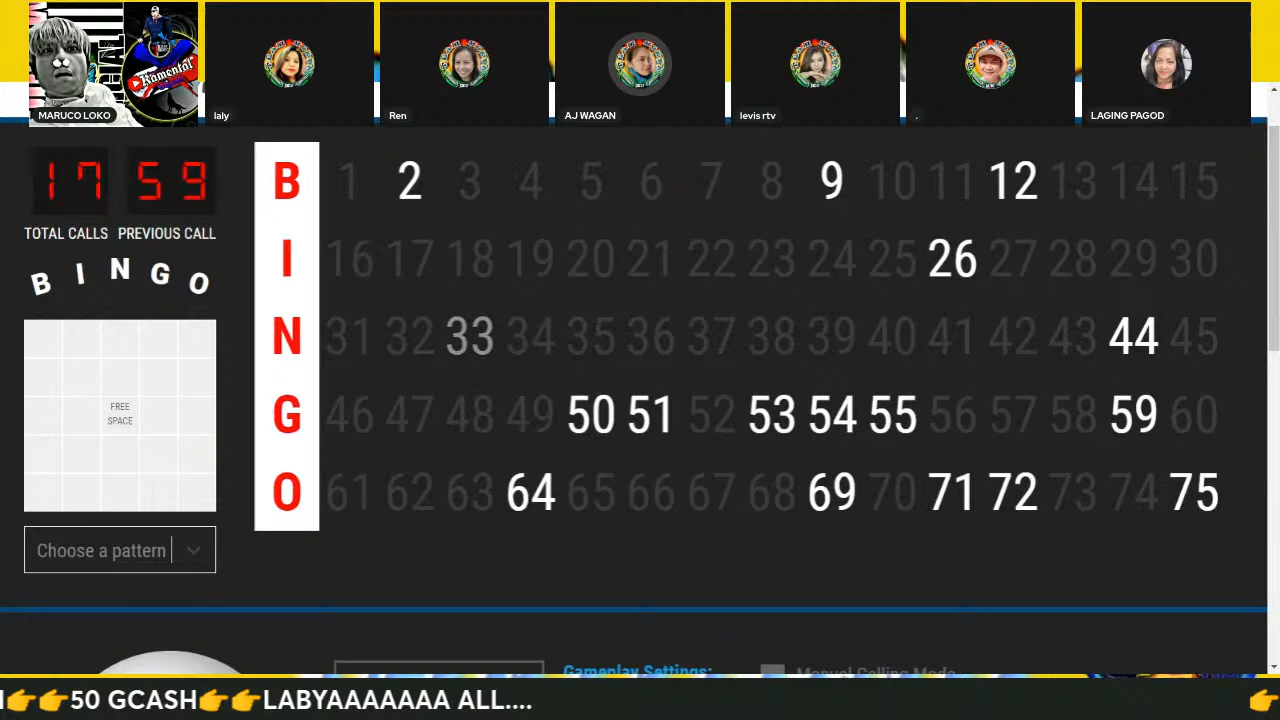 MARUCO LOKO
Ramental
laly
Ren
AJ WAGAN
levis rtv
.
LAGING PAGOD
17 59
TOTAL CALLS PREVIOUS CALL
BINGO
FREE
SPACE
Choose a pattern
B 1 2 3 4 5 6 7 8 9 10 11 12 13 14 15
I 16 17 18 19 20 21 22 23 24 25 26 27 28 29 30
N 31 32 33 34 35 36 37 38 39 40 41 42 43 44 45
G 46 47 48 49 50 51 52 53 54 55 56 57 58 59 60
O 61 62 63 64 65 66 67 68 69 70 71 72 73 74 75
Gameplay Settings:
Manual Calling Mode
👉👉50 GCASH👉👉LABYAAAAAAA ALL.... 👉